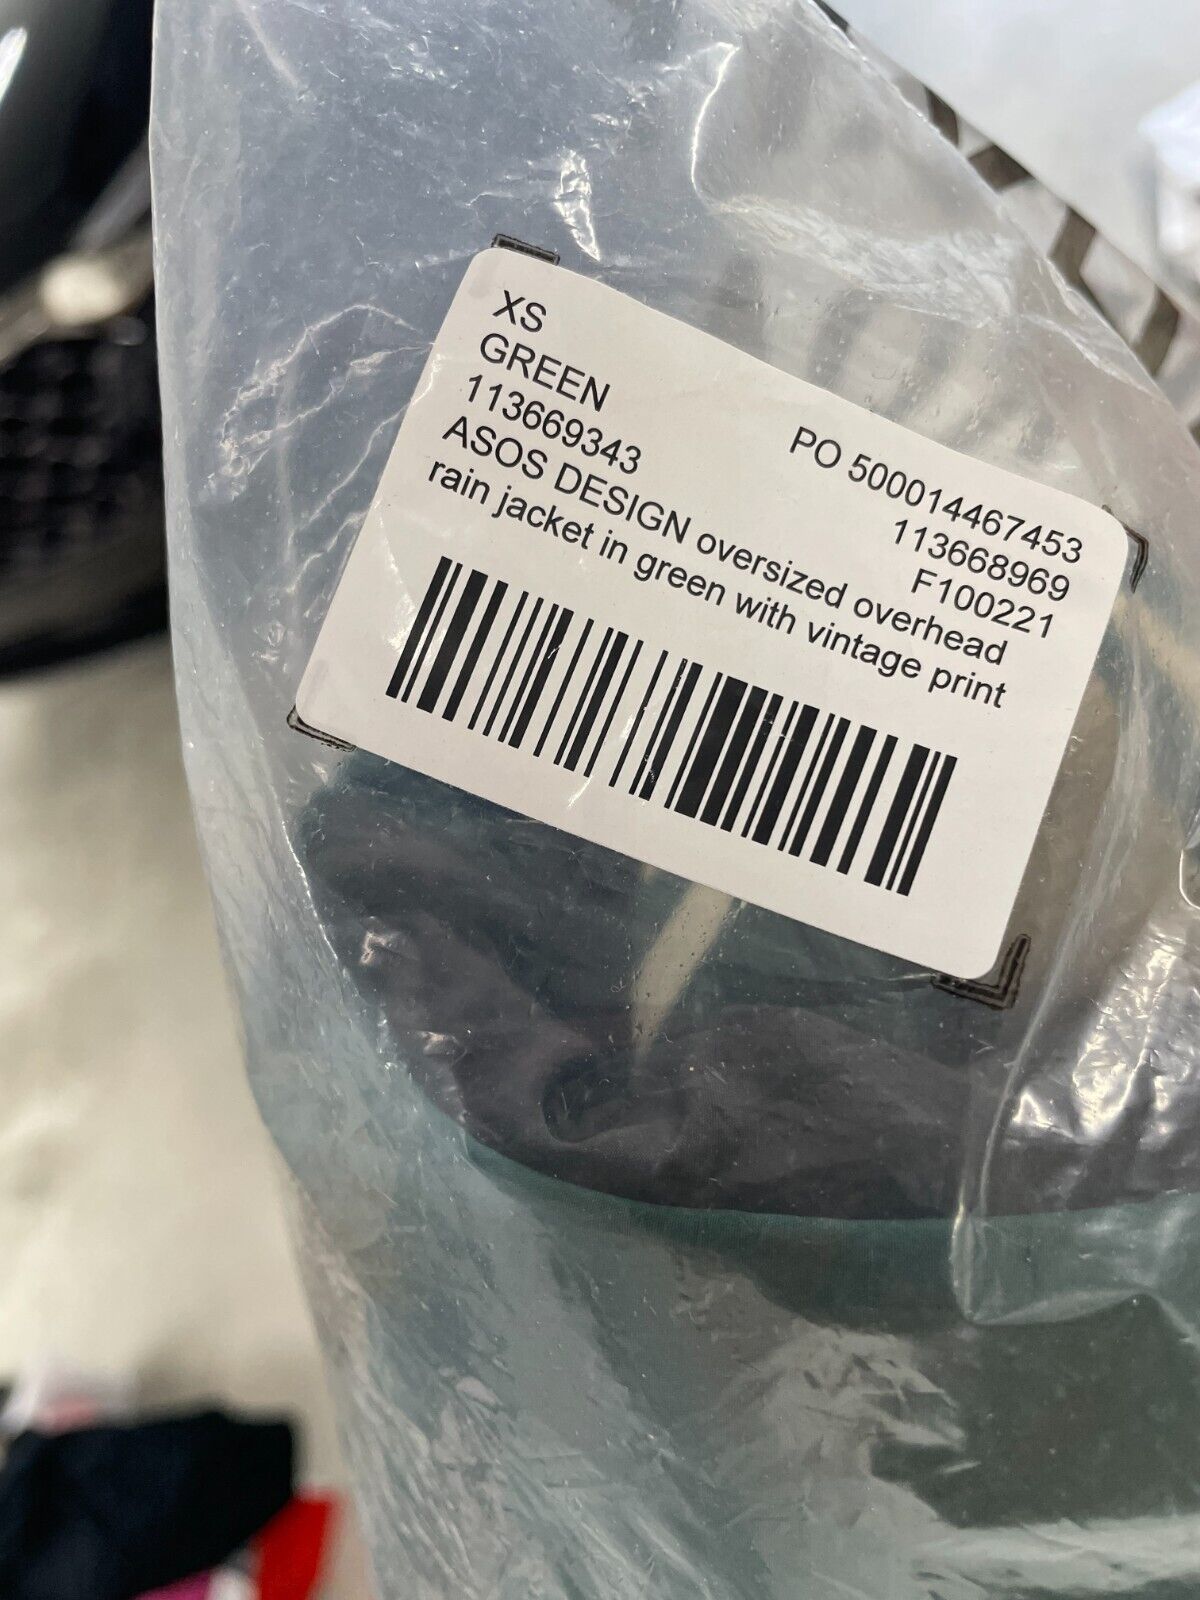 XS
GREEN
113669343
PO 500014467453
113668969
F100221
ASOS DESIGN oversized overhead
rain jacket in green with vintage print